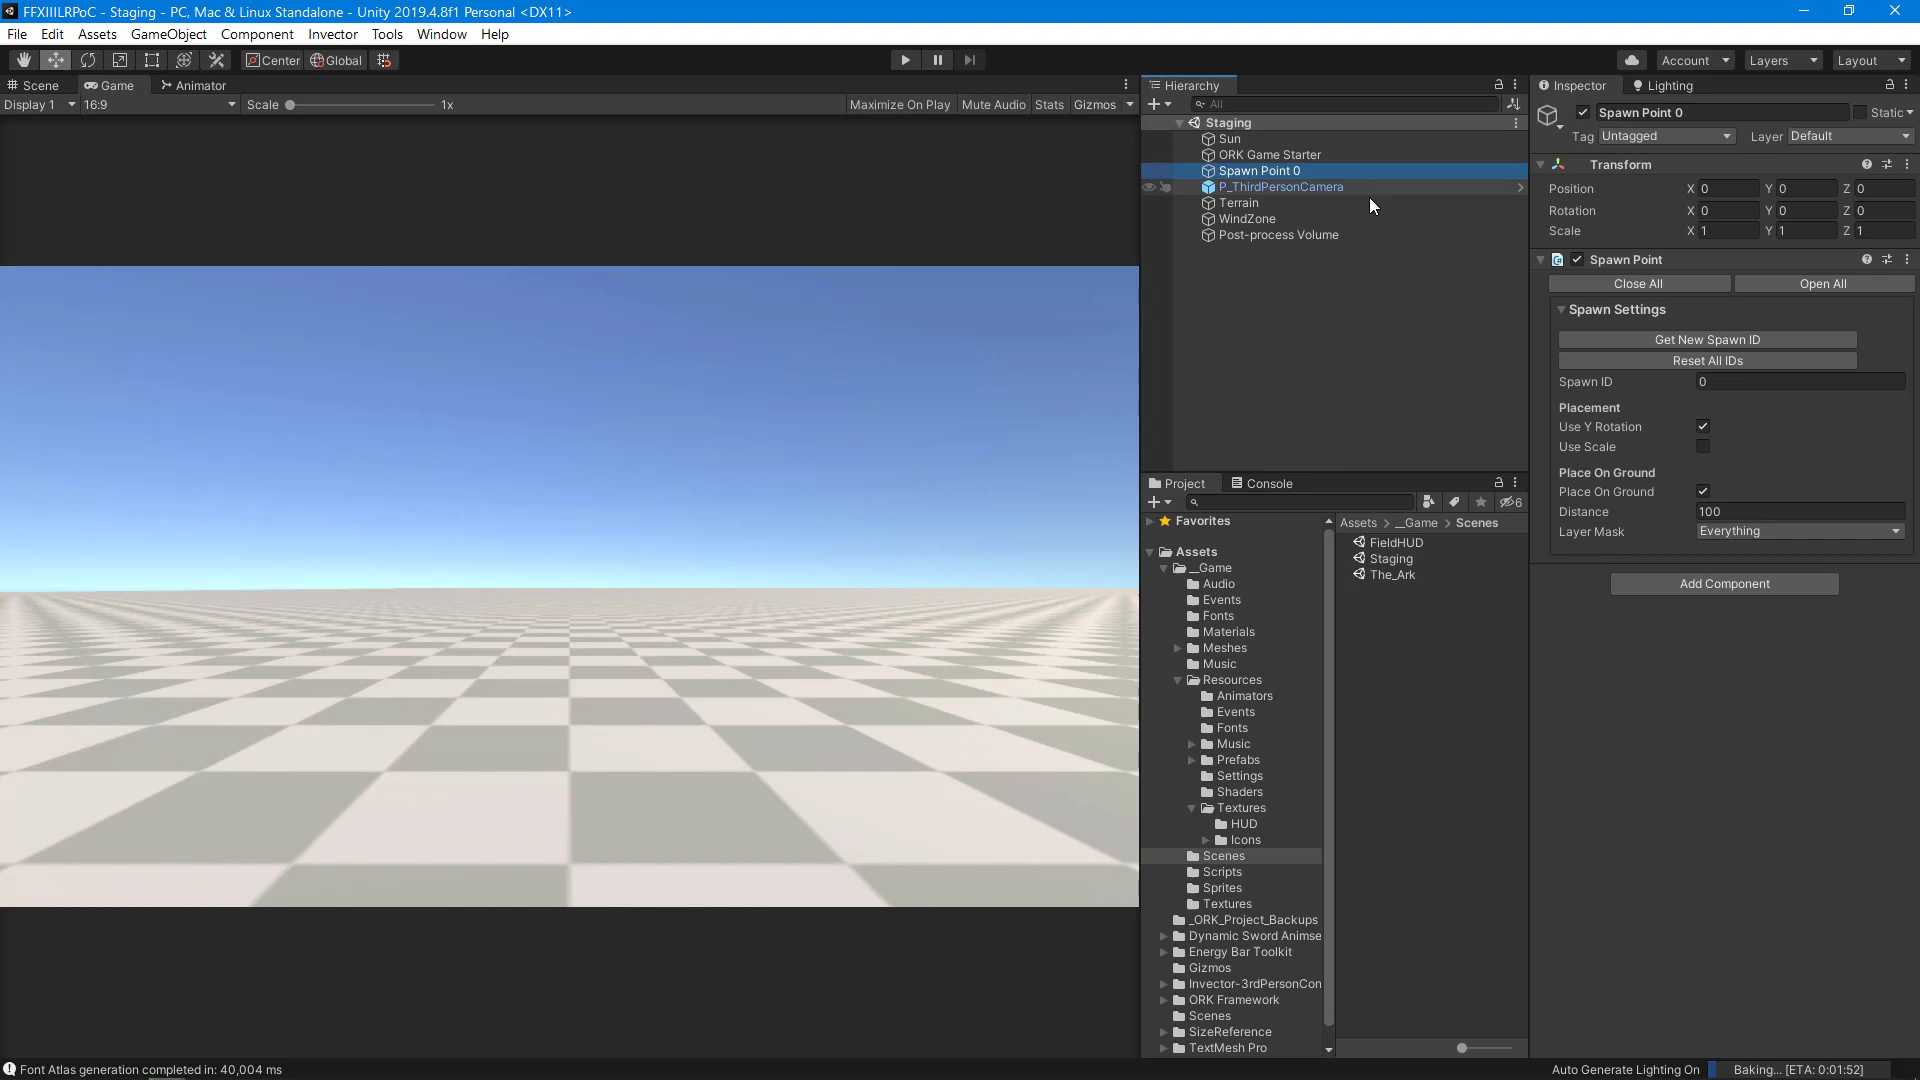 FFXIIILRPoC - Staging - PC, Mac & Linux Standalone - Unity 2019.4.8f1 Personal <DX11>
File Edit Assets GameObject Component Invector Tools Window Help
Center Global Account Layers Layout
Scene Game Animator
Display 1 16:9 Scale 1x Maximize On Play Mute Audio Stats Gizmos
Hierarchy
All
Staging
Sun
ORK Game Starter
Spawn Point 0
P_ThirdPersonCamera
Terrain
WindZone
Post-process Volume
Project Console
6
Favorites
Assets
__Game
Audio
Events
Fonts
Materials
Meshes
Music
Resources
Animators
Events
Fonts
Music
Prefabs
Settings
Shaders
Textures
HUD
Icons
Scenes
Scripts
Sprites
Textures
_ORK_Project_Backups
Dynamic Sword Animse
Energy Bar Toolkit
Gizmos
Invector-3rdPersonCon
ORK Framework
Scenes
SizeReference
TextMesh Pro
Assets > __Game > Scenes
FieldHUD
Staging
The_Ark
Inspector Lighting
Spawn Point 0 Static
Tag Untagged Layer Default
Transform
Position X 0 Y 0 Z 0
Rotation X 0 Y 0 Z 0
Scale X 1 Y 1 Z 1
Spawn Point
Close All Open All
Spawn Settings
Get New Spawn ID
Reset All IDs
Spawn ID 0
Placement
Use Y Rotation
Use Scale
Place On Ground
Place On Ground
Distance 100
Layer Mask Everything
Add Component
Font Atlas generation completed in: 40,004 ms
Auto Generate Lighting On Baking... [ETA: 0:01:52]